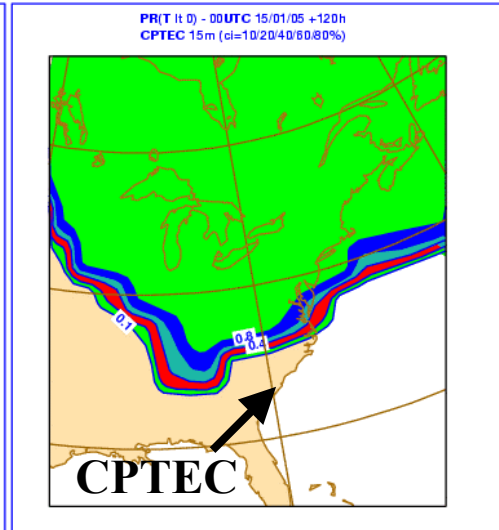 PR(T lt 0) - 00UTC 15/01/05 +120h
CPTEC 15m (ci=10/20/40/60/80%)
0.1
0.8
0.4
CPTEC